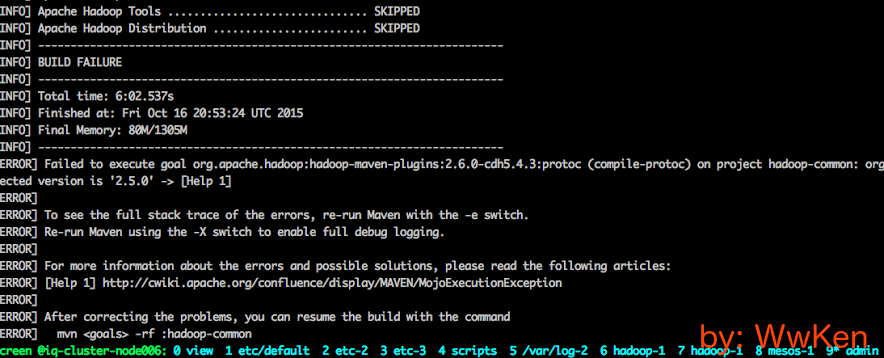 INFO] Apache Hadoop Tools ............................... SKIPPED
INFO] Apache Hadoop Distribution ........................ SKIPPED
INFO] ------------------------------------------------------------------------
INFO] BUILD FAILURE
INFO] ------------------------------------------------------------------------
INFO] Total time: 6:02.537s
INFO] Finished at: Fri Oct 16 20:53:24 UTC 2015
INFO] Final Memory: 80M/1305M
INFO] ------------------------------------------------------------------------
ERROR] Failed to execute goal org.apache.hadoop:hadoop-maven-plugins:2.6.0-cdh5.4.3:protoc (compile-protoc) on project hadoop-common: org
ected version is '2.5.0' -> [Help 1]
ERROR]
ERROR] To see the full stack trace of the errors, re-run Maven with the -e switch.
ERROR] Re-run Maven using the -X switch to enable full debug logging.
ERROR]
ERROR] For more information about the errors and possible solutions, please read the following articles:
ERROR] [Help 1] http://cwiki.apache.org/confluence/display/MAVEN/MojoExecutionException
ERROR]
ERROR] After correcting the problems, you can resume the build with the command
ERROR]   mvn <goals> -rf :hadoop-common
by: WwKen
creen @iq-cluster-node006: 0 view  1 etc/default  2 etc-2  3 etc-3  4 scripts  5 /var/log-2  6 hadoop-1  7 hadoop-1  8 mesos-1  9* admin